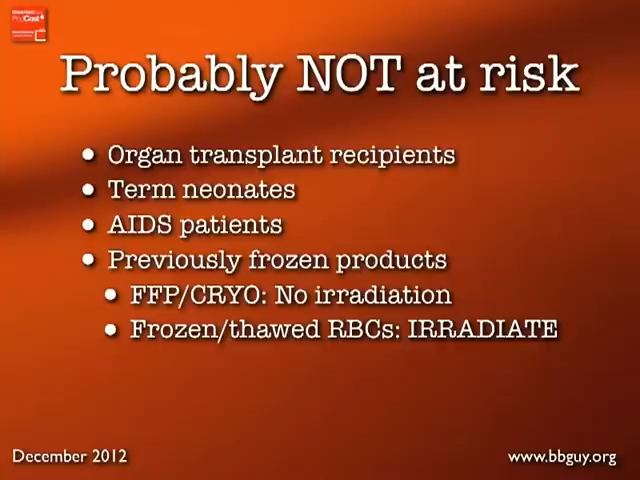 Probably NOT at risk
• Organ transplant recipients
• Term neonates
• AIDS patients
• Previously frozen products
• FFP/CRYO: No irradiation
• Frozen/thawed RBCs: IRRADIATE
December 2012
www.bbguy.org